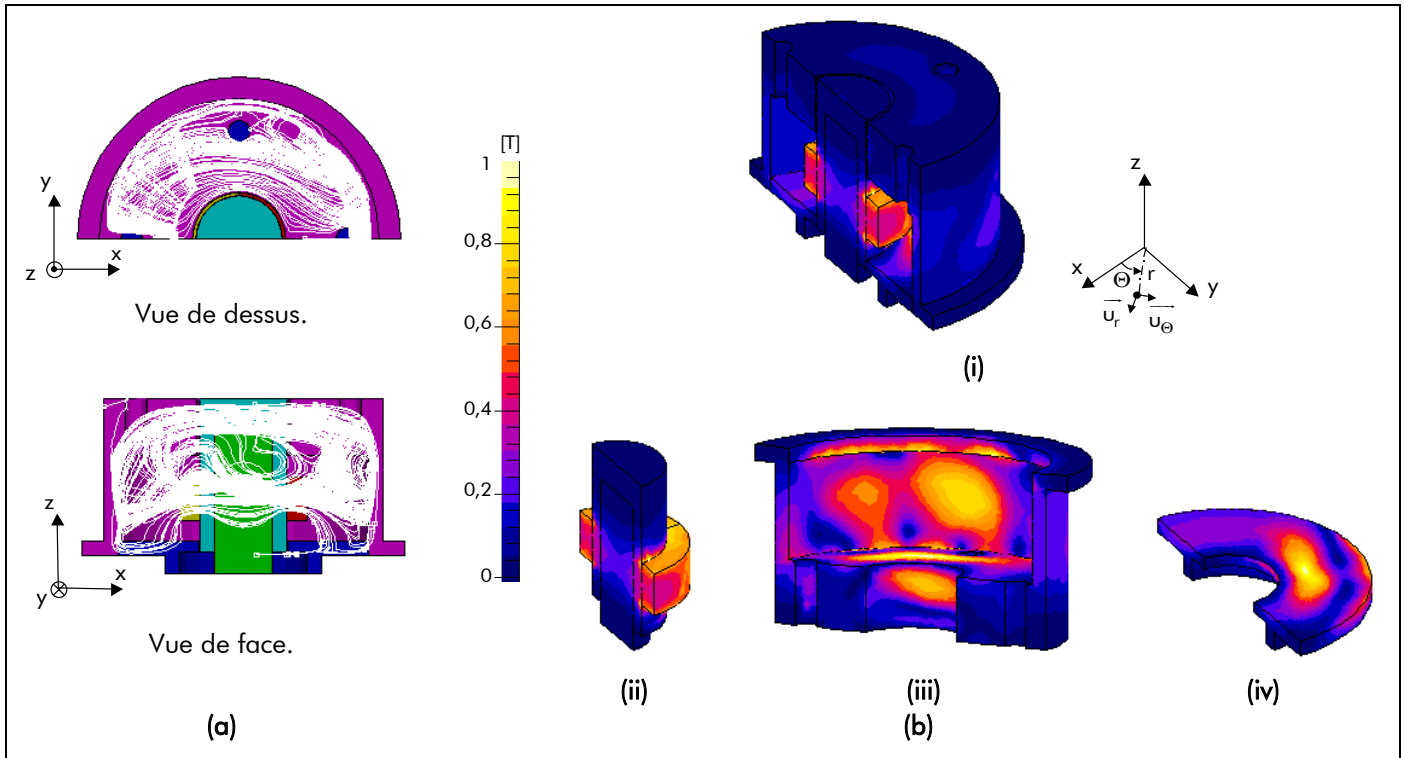 y
x
z
Vue de dessus.
z
x
y
Vue de face.
(a)
[T]
1
0,8
0,6
0,4
0,2
0
(i)
z
x
Θ
r
y
u_r
u_Θ
(ii)
(iii)
(iv)
(b)